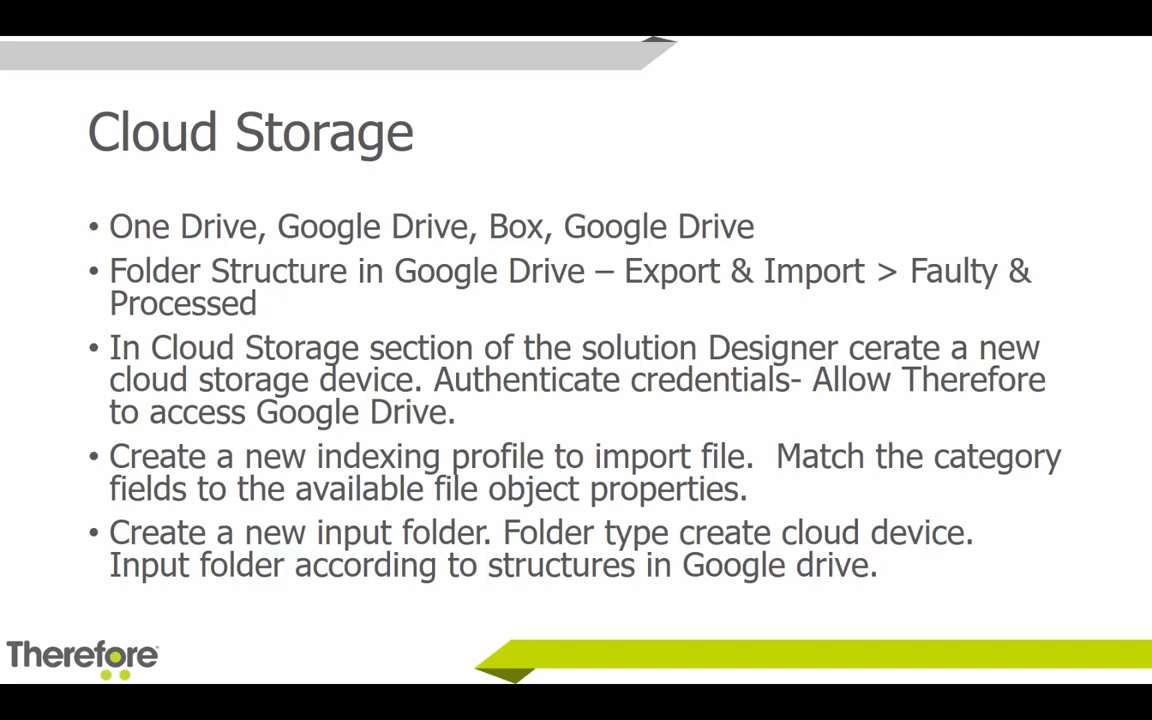 Cloud Storage
• One Drive, Google Drive, Box, Google Drive
• Folder Structure in Google Drive – Export & Import > Faulty &
Processed
• In Cloud Storage section of the solution Designer cerate a new
cloud storage device. Authenticate credentials- Allow Therefore
to access Google Drive.
• Create a new indexing profile to import file.  Match the category
fields to the available file object properties.
• Create a new input folder. Folder type create cloud device.
Input folder according to structures in Google drive.
Therefore™